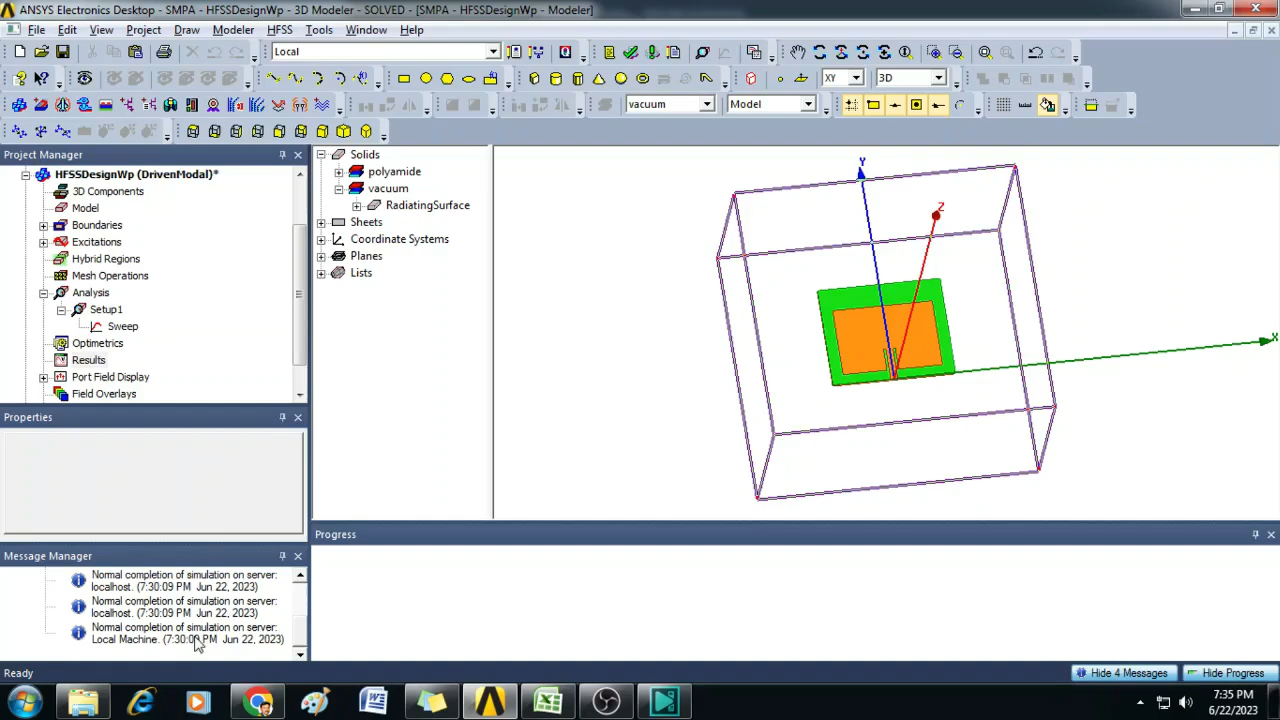 ANSYS Electronics Desktop - SMPA - HFSSDesignWp - 3D Modeler - SOLVED - [SMPA - HFSSDesignWp - Modeler]
File Edit View Project Draw Modeler HFSS Tools Window Help
Local
XY 3D
vacuum Model
Project Manager
HFSSDesignWp (DrivenModal)*
3D Components
Model
Boundaries
Excitations
Hybrid Regions
Mesh Operations
Analysis
Setup1
Sweep
Optimetrics
Results
Port Field Display
Field Overlays
Solids
polyamide
vacuum
RadiatingSurface
Sheets
Coordinate Systems
Planes
Lists
Y
Z
X
Properties
Message Manager
Normal completion of simulation on server:
localhost. (7:30:09 PM Jun 22, 2023)
Normal completion of simulation on server:
localhost. (7:30:09 PM Jun 22, 2023)
Normal completion of simulation on server:
Local Machine. (7:30:09 PM Jun 22, 2023)
Progress
Ready
Hide 4 Messages
Hide Progress
7:35 PM
6/22/2023